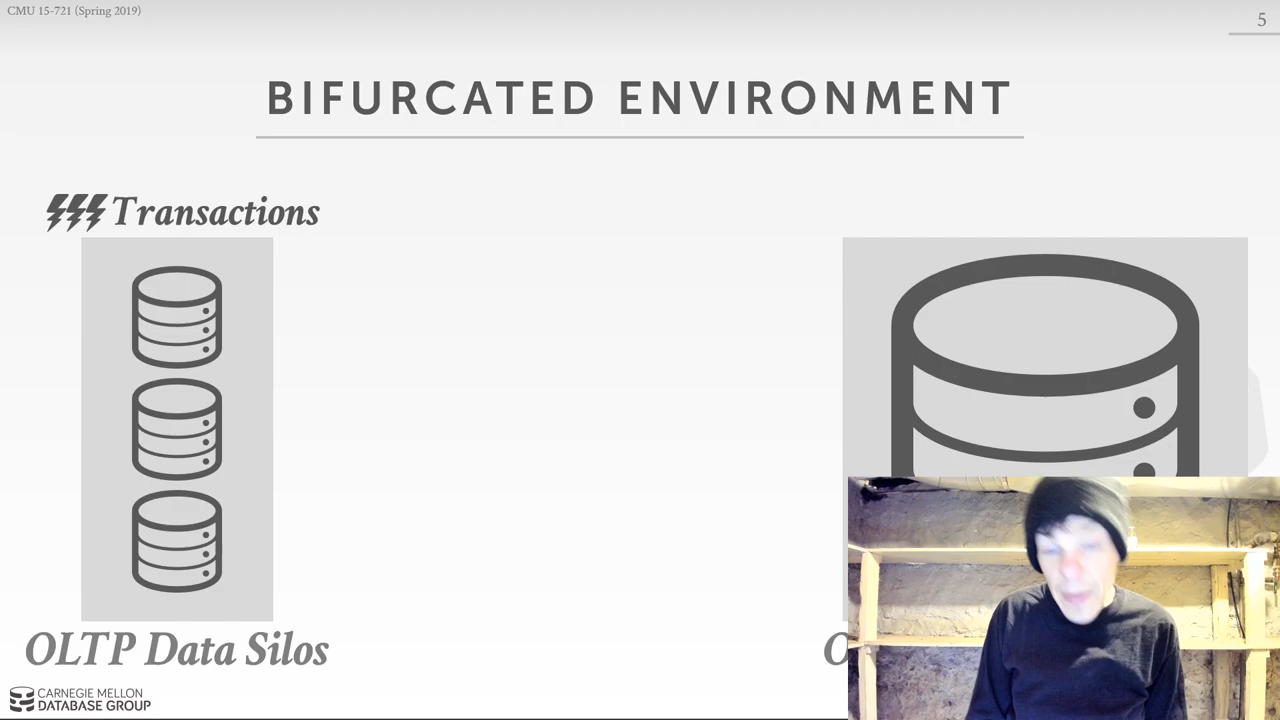 CMU 15-721 (Spring 2019)
5
BIFURCATED ENVIRONMENT
Transactions
OLTP Data Silos
O
CARNEGIE MELLON
DATABASE GROUP